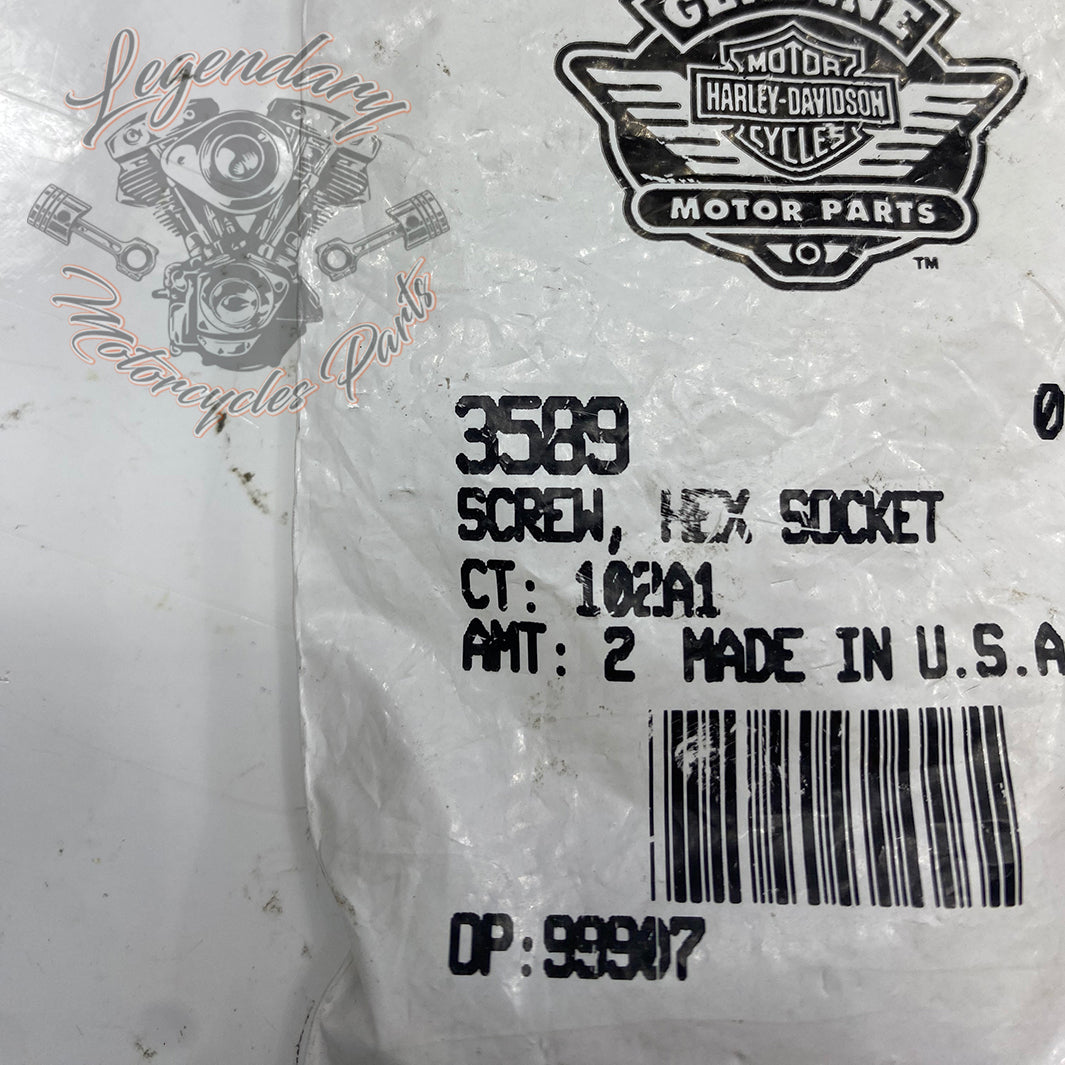 Legendary
Motorcycles Parts
GENUINE
MOTOR
HARLEY-DAVIDSON
CYCLES
MOTOR PARTS
TM
3589 0
SCREW, HEX SOCKET
CT: 102A1
AMT: 2 MADE IN U.S.A
OP:99907